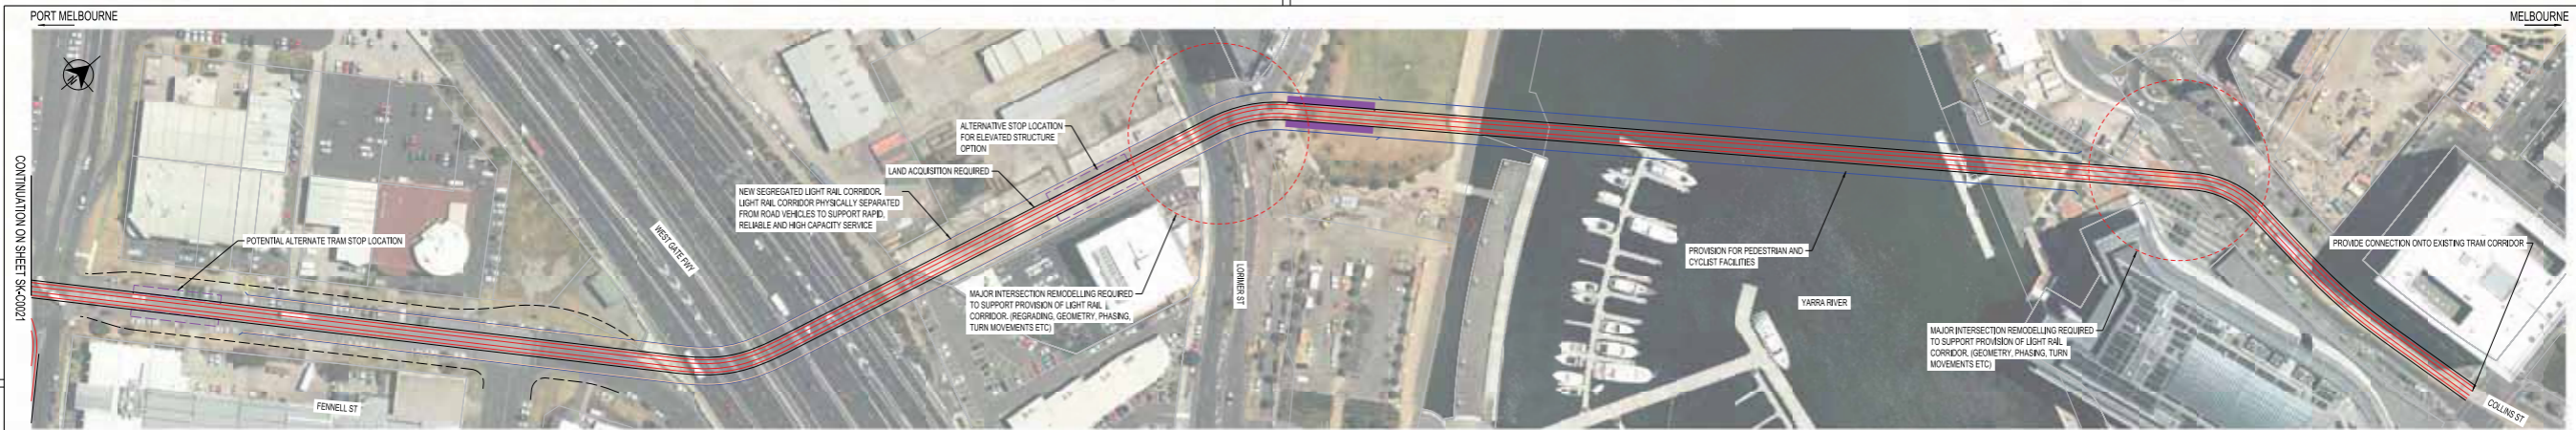 PORT MELBOURNE
MELBOURNE
CONTINUATION ON SHEET SK-C0021
POTENTIAL ALTERNATE TRAM STOP LOCATION
FENNELL ST
WEST GATE FWY
NEW SEGREGATED LIGHT RAIL CORRIDOR.
LIGHT RAIL CORRIDOR PHYSICALLY SEPARATED
FROM ROAD VEHICLES TO SUPPORT RAPID,
RELIABLE AND HIGH CAPACITY SERVICE
LAND ACQUISITION REQUIRED
ALTERNATIVE STOP LOCATION
FOR ELEVATED STRUCTURE
OPTION
MAJOR INTERSECTION REMODELLING REQUIRED
TO SUPPORT PROVISION OF LIGHT RAIL
CORRIDOR. (REGRADING, GEOMETRY, PHASING,
TURN MOVEMENTS ETC)
LORIMER ST
PROVISION FOR PEDESTRIAN AND
CYCLIST FACILITIES
YARRA RIVER
MAJOR INTERSECTION REMODELLING REQUIRED
TO SUPPORT PROVISION OF LIGHT RAIL
CORRIDOR. (GEOMETRY, PHASING, TURN
MOVEMENTS ETC)
PROVIDE CONNECTION ONTO EXISTING TRAM CORRIDOR
COLLINS ST